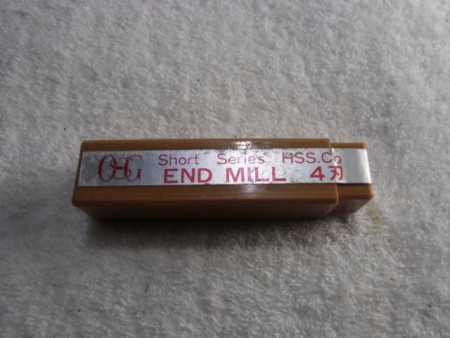 OSG Short Series HSS.Co
END MILL 4刃